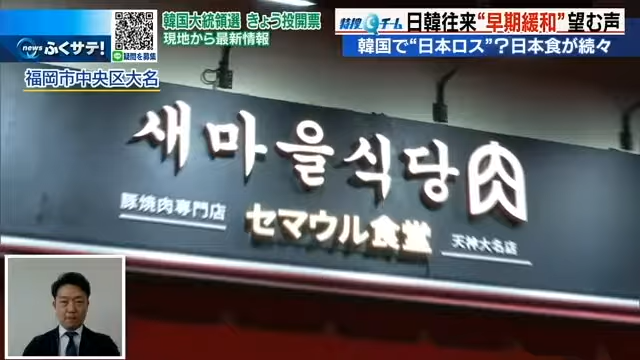 news ふくサテ!
疑問を募集
韓国大統領選 きょう投開票
現地から最新情報
特捜Qチーム
日韓往来“早期緩和”望む声
韓国で“日本ロス”?日本食が続々
福岡市中央区大名
새마을식당 肉
豚焼肉専門店
セマウル食堂
天神大名店